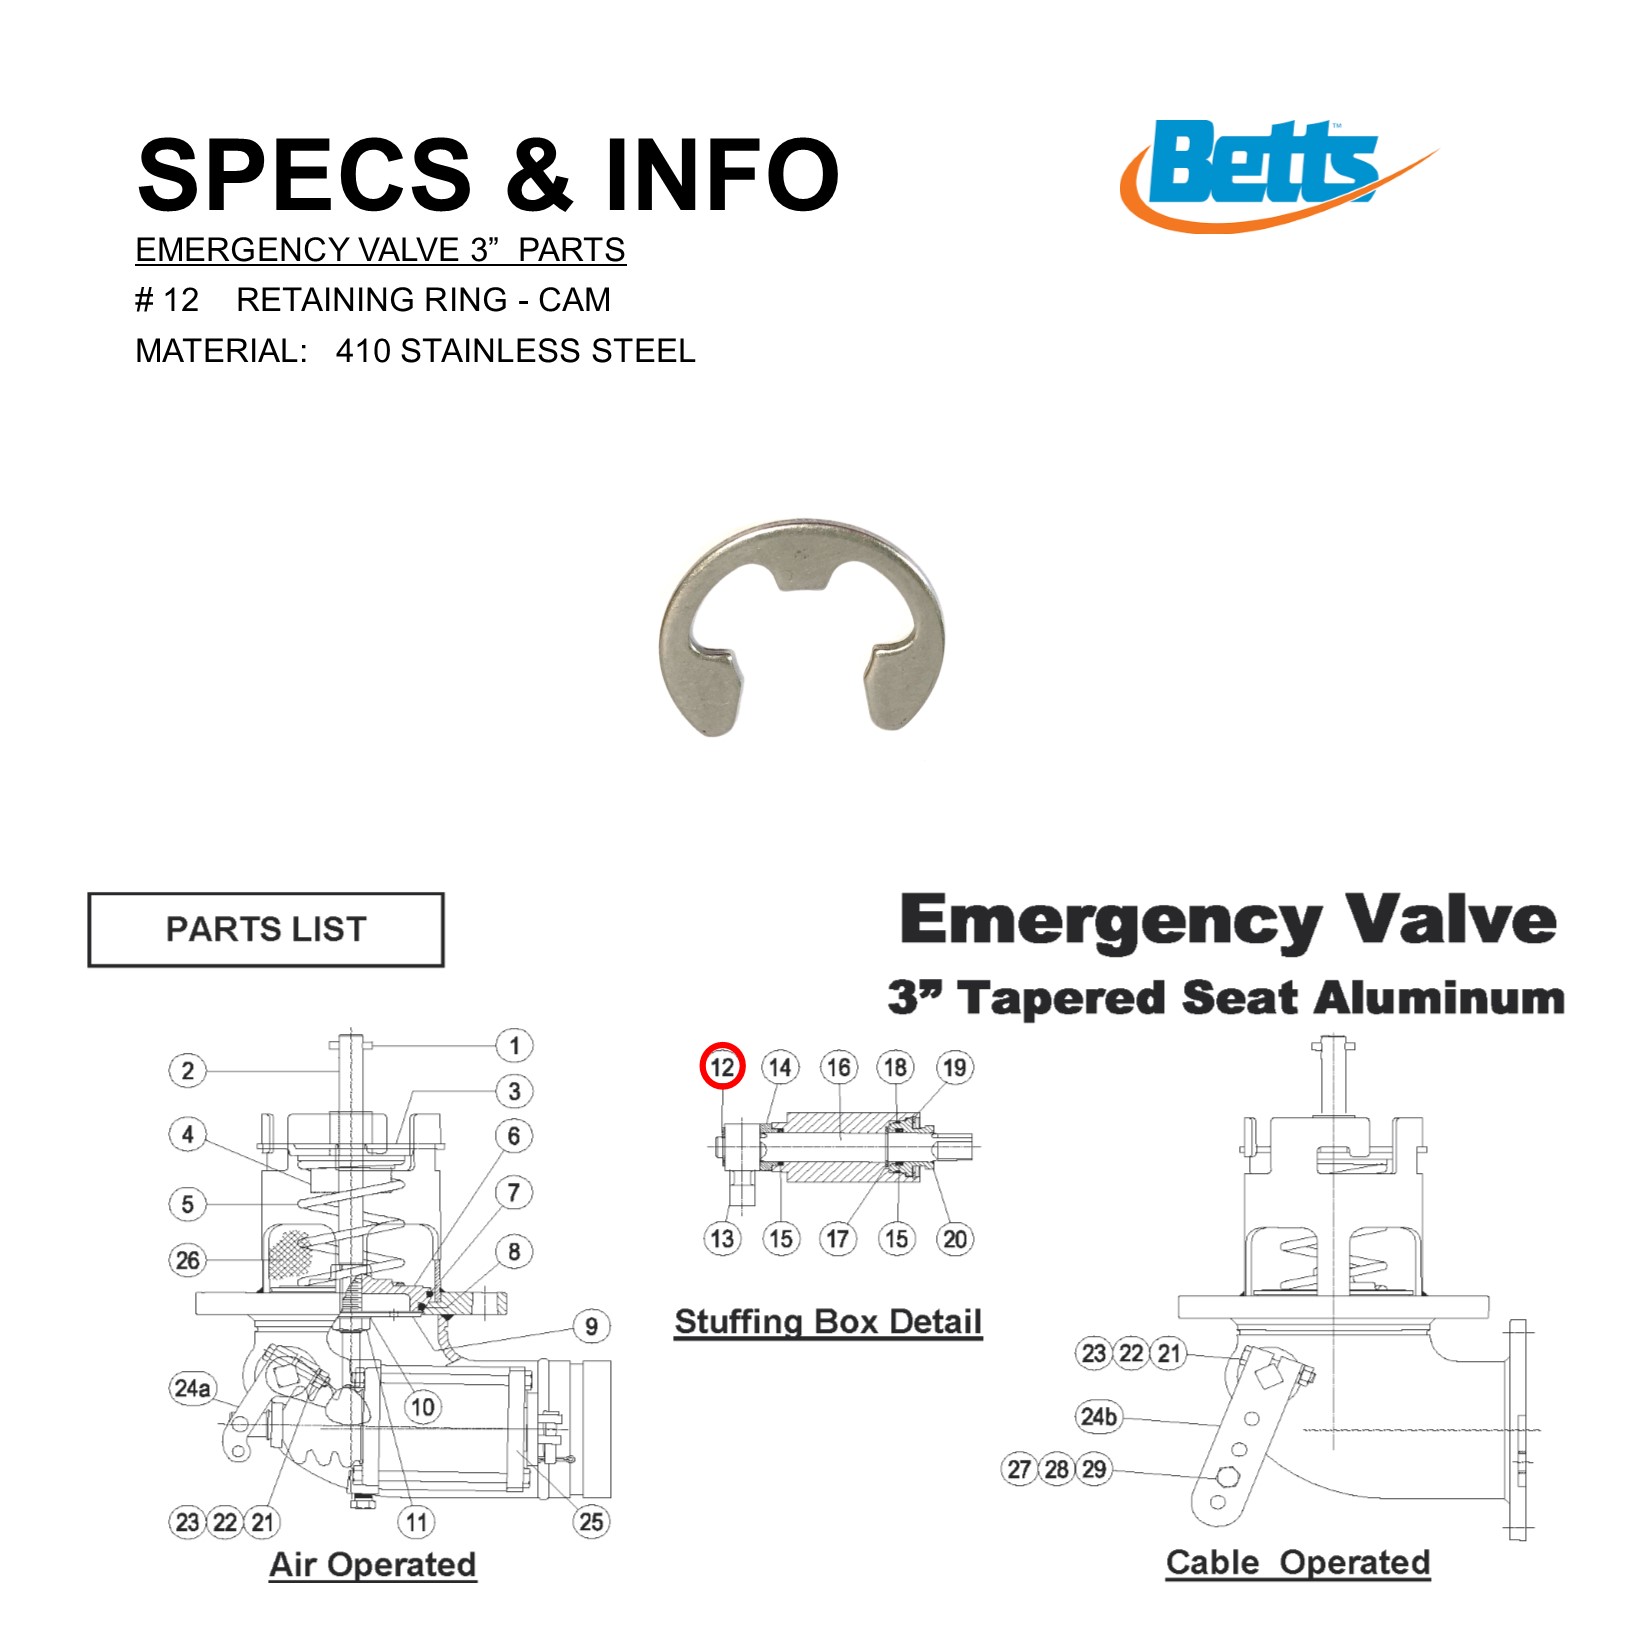 SPECS & INFO
Betts™
EMERGENCY VALVE 3” PARTS
# 12 RETAINING RING - CAM
MATERIAL: 410 STAINLESS STEEL
PARTS LIST
Emergency Valve
3” Tapered Seat Aluminum
1
2
3
4
6
5
7
26
8
9
24a
10
23 22 21
11
25
Air Operated
12 14 16 18 19
13 15 17 15 20
Stuffing Box Detail
23 22 21
24b
27 28 29
Cable Operated